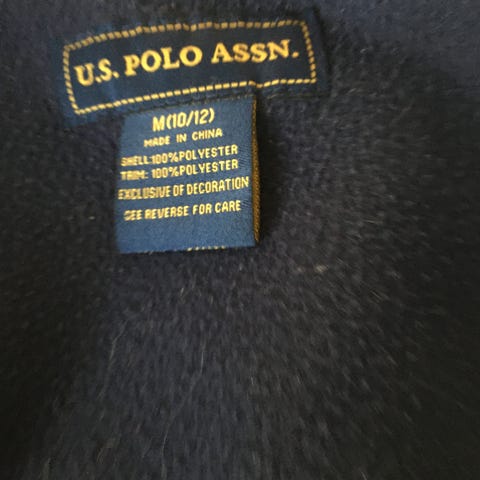 U.S. POLO ASSN.
M(10/12)
MADE IN CHINA
SHELL:100%POLYESTER
TRIM: 100%POLYESTER
EXCLUSIVE OF DECORATION
SEE REVERSE FOR CARE